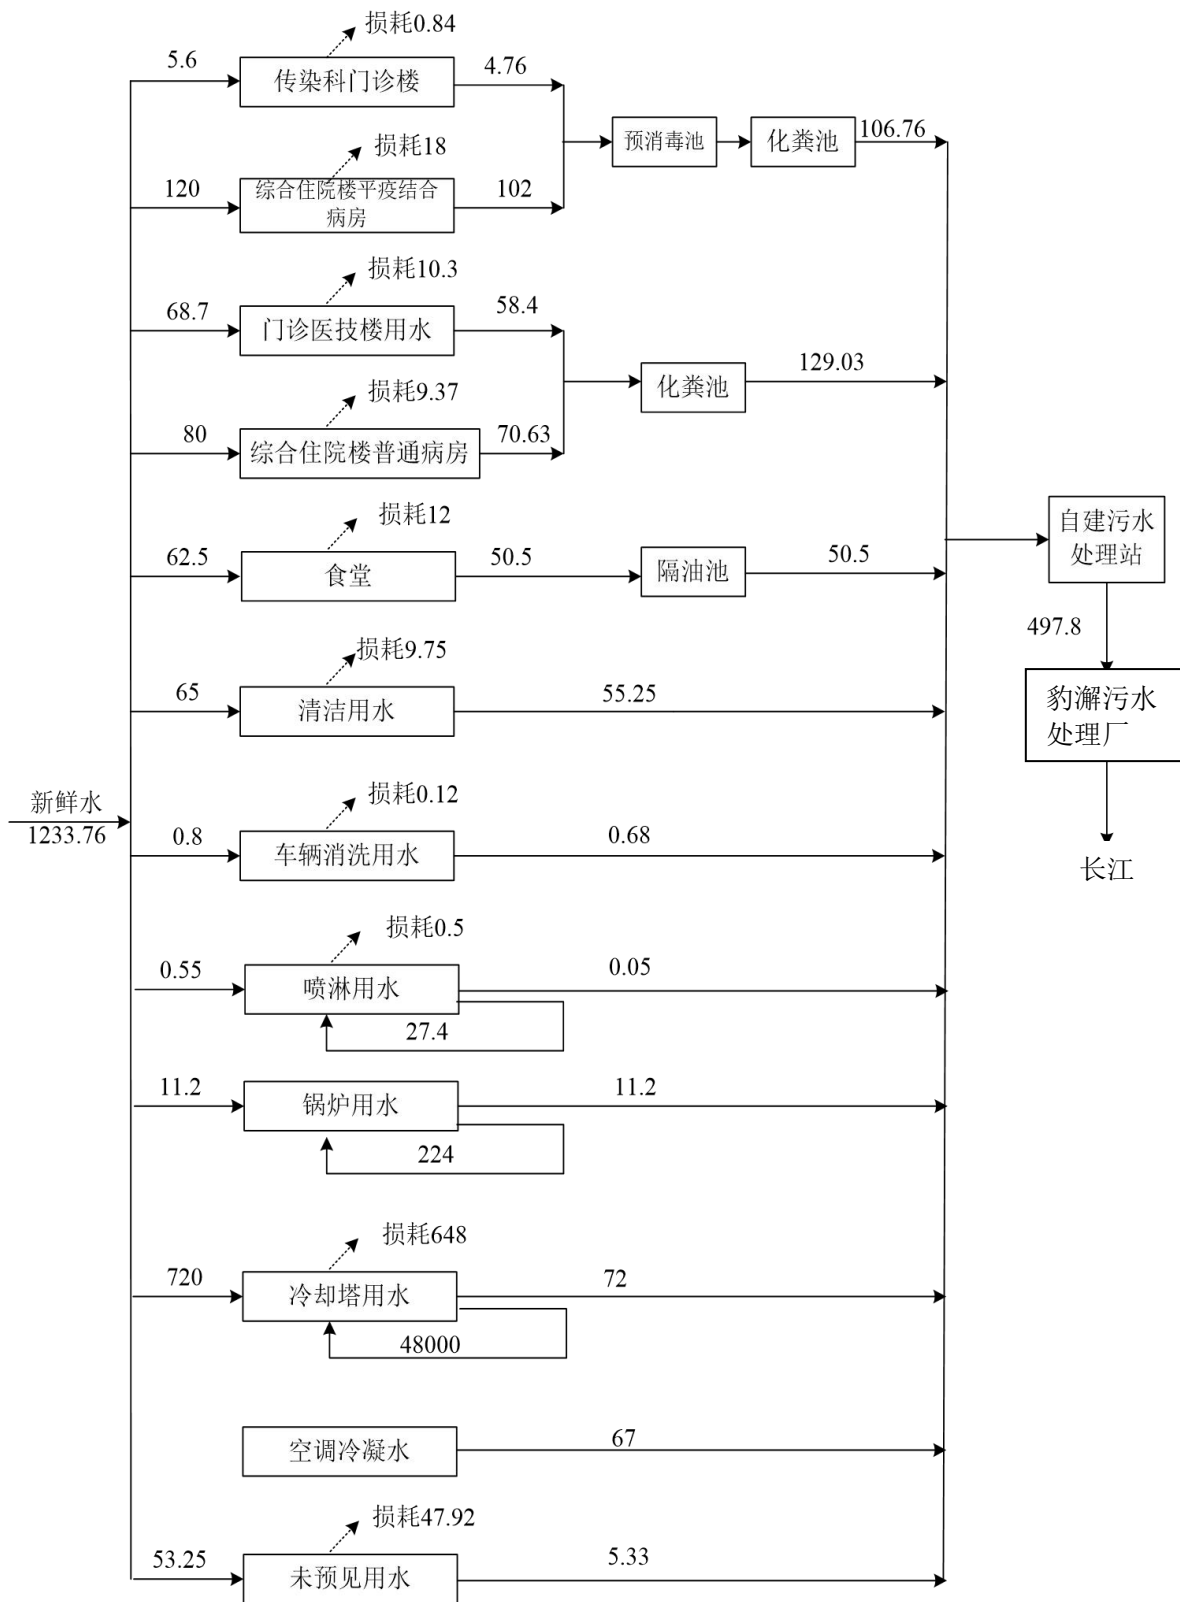 损耗0.84
5.6
传染科门诊楼
4.76
预消毒池
化粪池
106.76
损耗18
120
综合住院楼平疫结合
病房
102
损耗10.3
68.7
门诊医技楼用水
58.4
化粪池
129.03
损耗9.37
80
综合住院楼普通病房
70.63
损耗12
62.5
食堂
50.5
隔油池
50.5
自建污水
处理站
497.8
豹澥污水
处理厂
长江
损耗9.75
65
清洁用水
55.25
新鲜水
1233.76
损耗0.12
0.8
车辆消洗用水
0.68
损耗0.5
0.55
喷淋用水
0.05
27.4
11.2
锅炉用水
11.2
224
损耗648
720
冷却塔用水
72
48000
空调冷凝水
67
损耗47.92
53.25
未预见用水
5.33